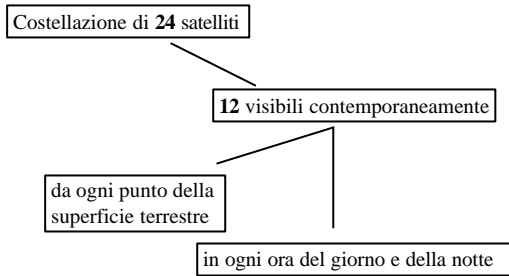 Costellazione di 24 satelliti
12 visibili contemporaneamente
da ogni punto della
superficie terrestre
in ogni ora del giorno e della notte